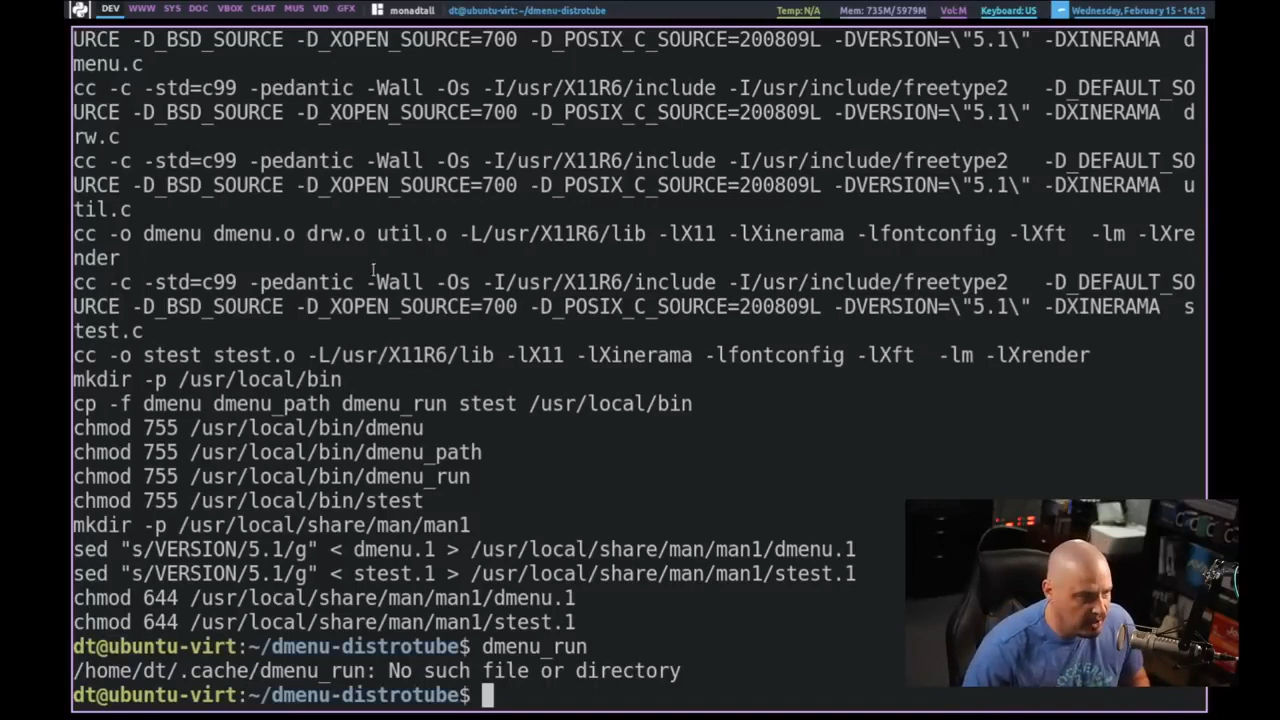 DEV WWW SYS DOC VBOX CHAT MUS VID GFX monadtall dt@ubuntu-virt:~/dmenu-distrotube Temp: N/A Mem: 735M/5979M Vol: M Keyboard: US Wednesday, February 15 - 14:13
URCE -D_BSD_SOURCE -D_XOPEN_SOURCE=700 -D_POSIX_C_SOURCE=200809L -DVERSION=\"5.1\" -DXINERAMA  d
menu.c
cc -c -std=c99 -pedantic -Wall -Os -I/usr/X11R6/include -I/usr/include/freetype2   -D_DEFAULT_SO
URCE -D_BSD_SOURCE -D_XOPEN_SOURCE=700 -D_POSIX_C_SOURCE=200809L -DVERSION=\"5.1\" -DXINERAMA  d
rw.c
cc -c -std=c99 -pedantic -Wall -Os -I/usr/X11R6/include -I/usr/include/freetype2   -D_DEFAULT_SO
URCE -D_BSD_SOURCE -D_XOPEN_SOURCE=700 -D_POSIX_C_SOURCE=200809L -DVERSION=\"5.1\" -DXINERAMA  u
til.c
cc -o dmenu dmenu.o drw.o util.o -L/usr/X11R6/lib -lX11 -lXinerama -lfontconfig -lXft  -lm -lXre
nder
cc -c -std=c99 -pedantic -Wall -Os -I/usr/X11R6/include -I/usr/include/freetype2   -D_DEFAULT_SO
URCE -D_BSD_SOURCE -D_XOPEN_SOURCE=700 -D_POSIX_C_SOURCE=200809L -DVERSION=\"5.1\" -DXINERAMA  s
test.c
cc -o stest stest.o -L/usr/X11R6/lib -lX11 -lXinerama -lfontconfig -lXft  -lm -lXrender
mkdir -p /usr/local/bin
cp -f dmenu dmenu_path dmenu_run stest /usr/local/bin
chmod 755 /usr/local/bin/dmenu
chmod 755 /usr/local/bin/dmenu_path
chmod 755 /usr/local/bin/dmenu_run
chmod 755 /usr/local/bin/stest
mkdir -p /usr/local/share/man/man1
sed "s/VERSION/5.1/g" < dmenu.1 > /usr/local/share/man/man1/dmenu.1
sed "s/VERSION/5.1/g" < stest.1 > /usr/local/share/man/man1/stest.1
chmod 644 /usr/local/share/man/man1/dmenu.1
chmod 644 /usr/local/share/man/man1/stest.1
dt@ubuntu-virt:~/dmenu-distrotube$ dmenu_run
/home/dt/.cache/dmenu_run: No such file or directory
dt@ubuntu-virt:~/dmenu-distrotube$